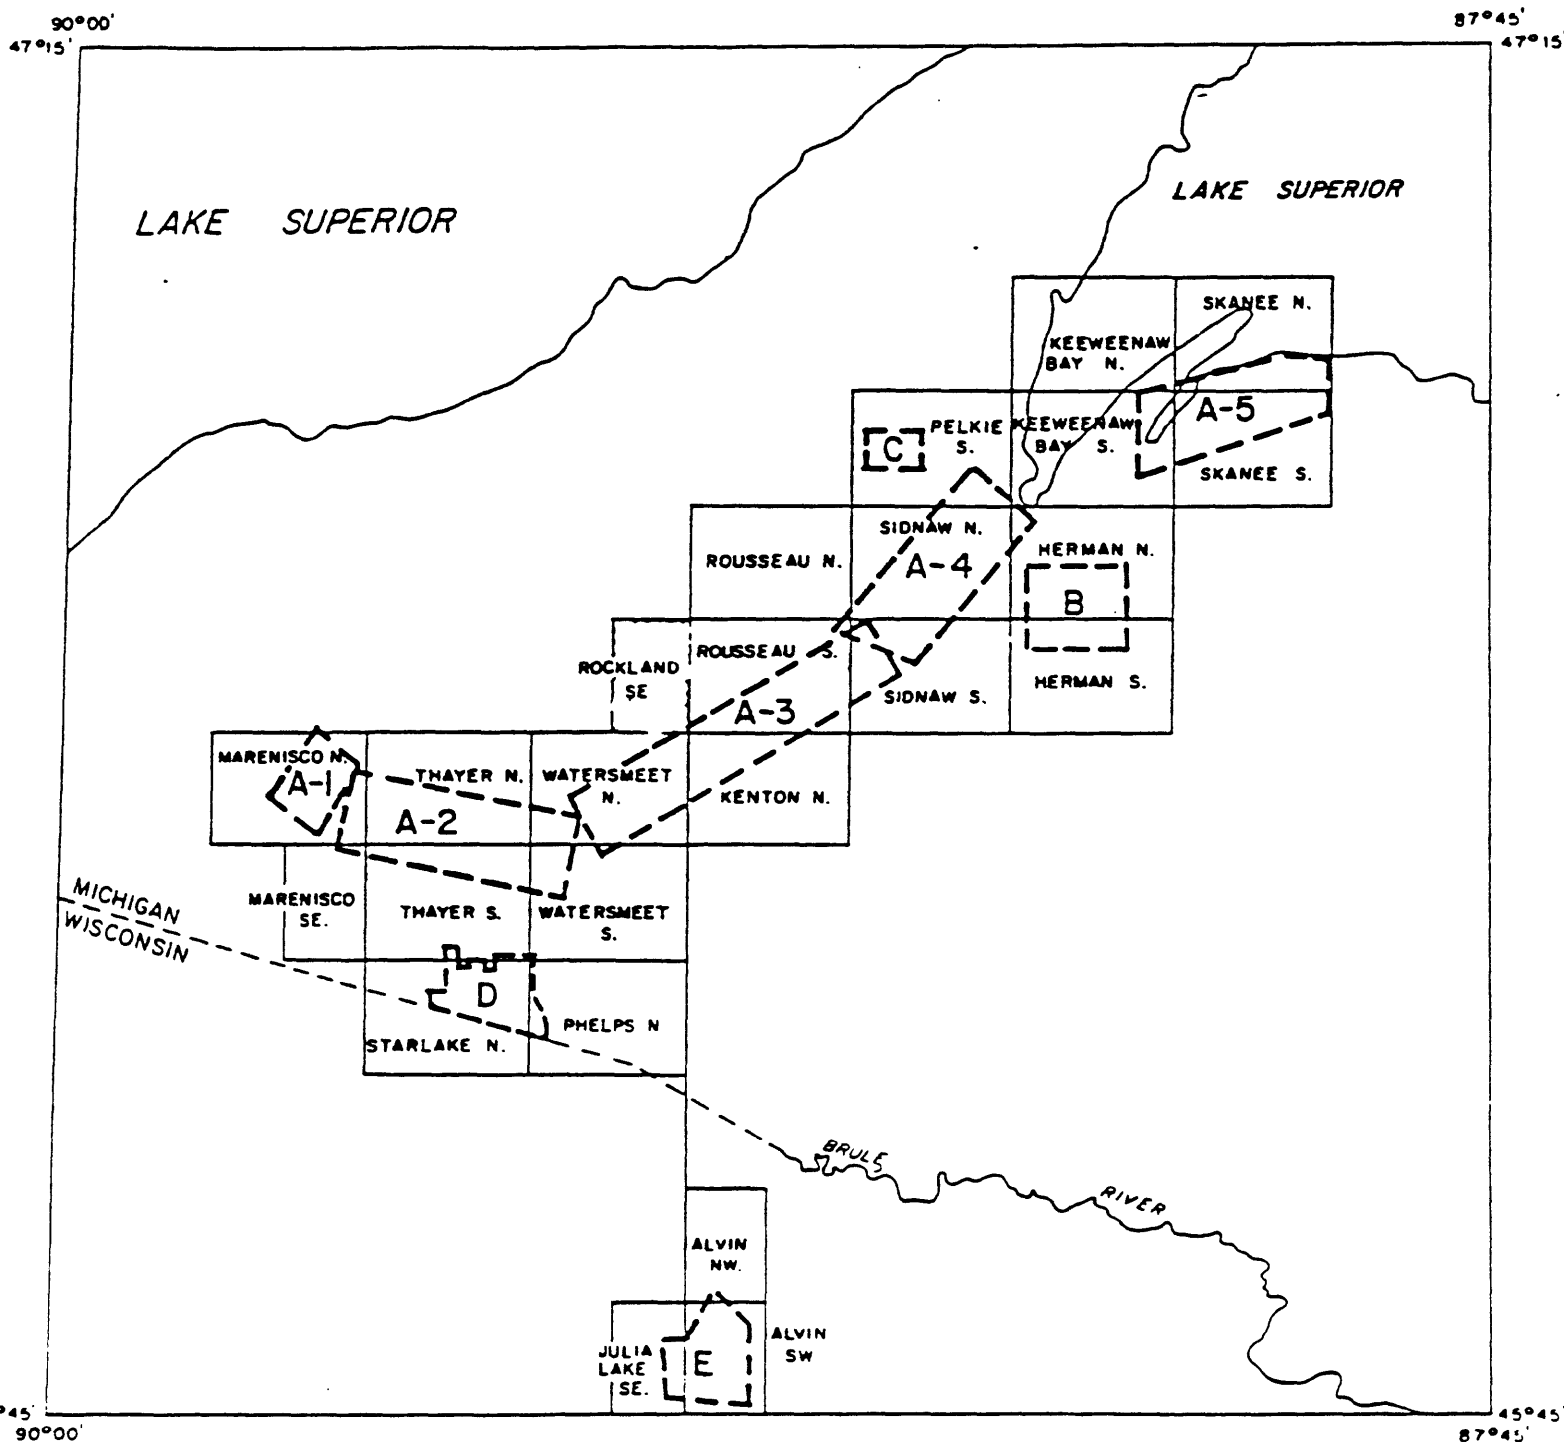 90°00'
87°45'
47°15'
47°15'
LAKE SUPERIOR
LAKE SUPERIOR
SKANEE N.
KEEWEENAW
BAY N.
A-5
C
PELKIE
S.
KEEWEENAW
BAY S.
SKANEE S.
SIDNAW N.
ROUSSEAU N.
A-4
HERMAN N.
B
ROUSSEAU S.
ROCKLAND
SE
HERMAN S.
SIDNAW S.
A-3
MARENISCO N.
A-1
THAYER N.
WATERSMEET
N.
KENTON N.
A-2
MICHIGAN
WISCONSIN
MARENISCO
SE.
THAYER S.
WATERSMEET
S.
D
PHELPS N
STARLAKE N.
BRULE
RIVER
ALVIN
NW.
ALVIN
SW
JULIA
LAKE
SE.
E
°45'
45°45'
90°00'
87°45'